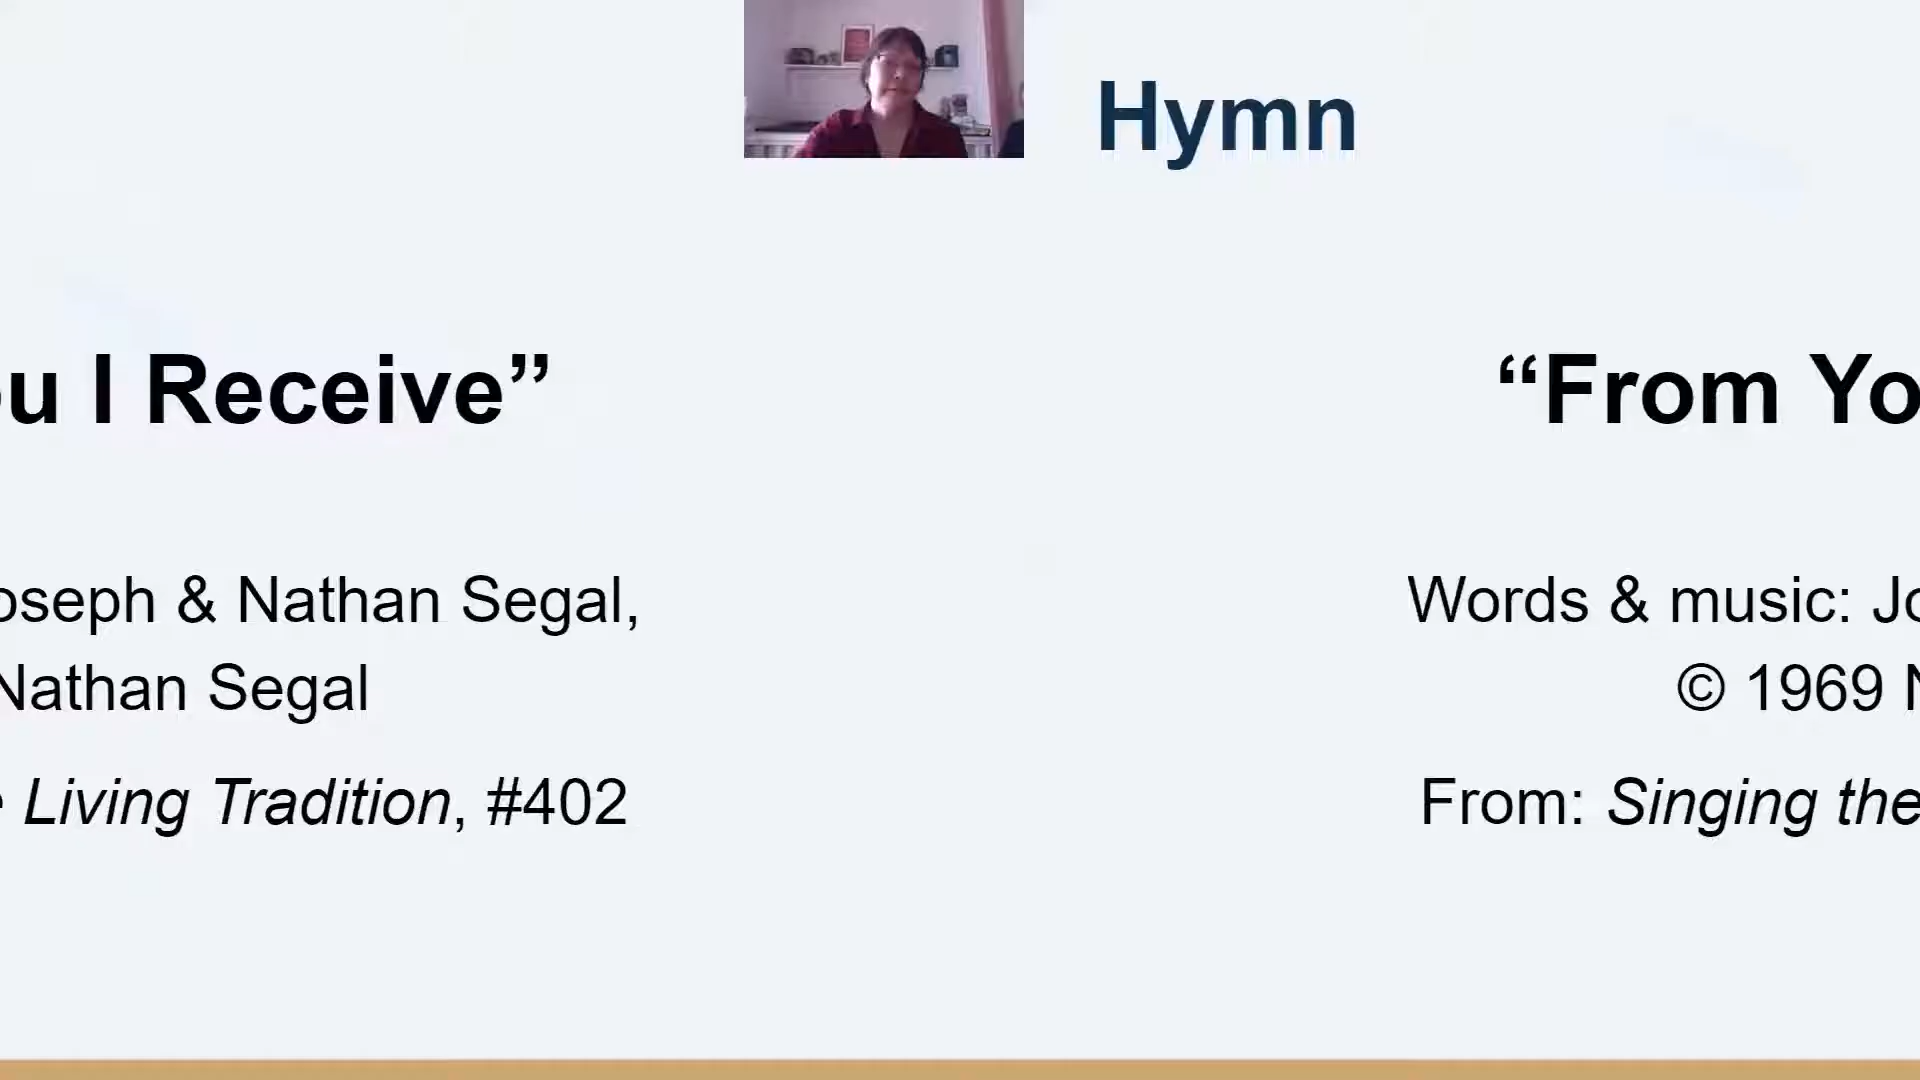 Hymn
u I Receive”
“From Yo
oseph & Nathan Segal,
Nathan Segal
Words & music: Jo
© 1969 N
Living Tradition, #402
From: Singing the